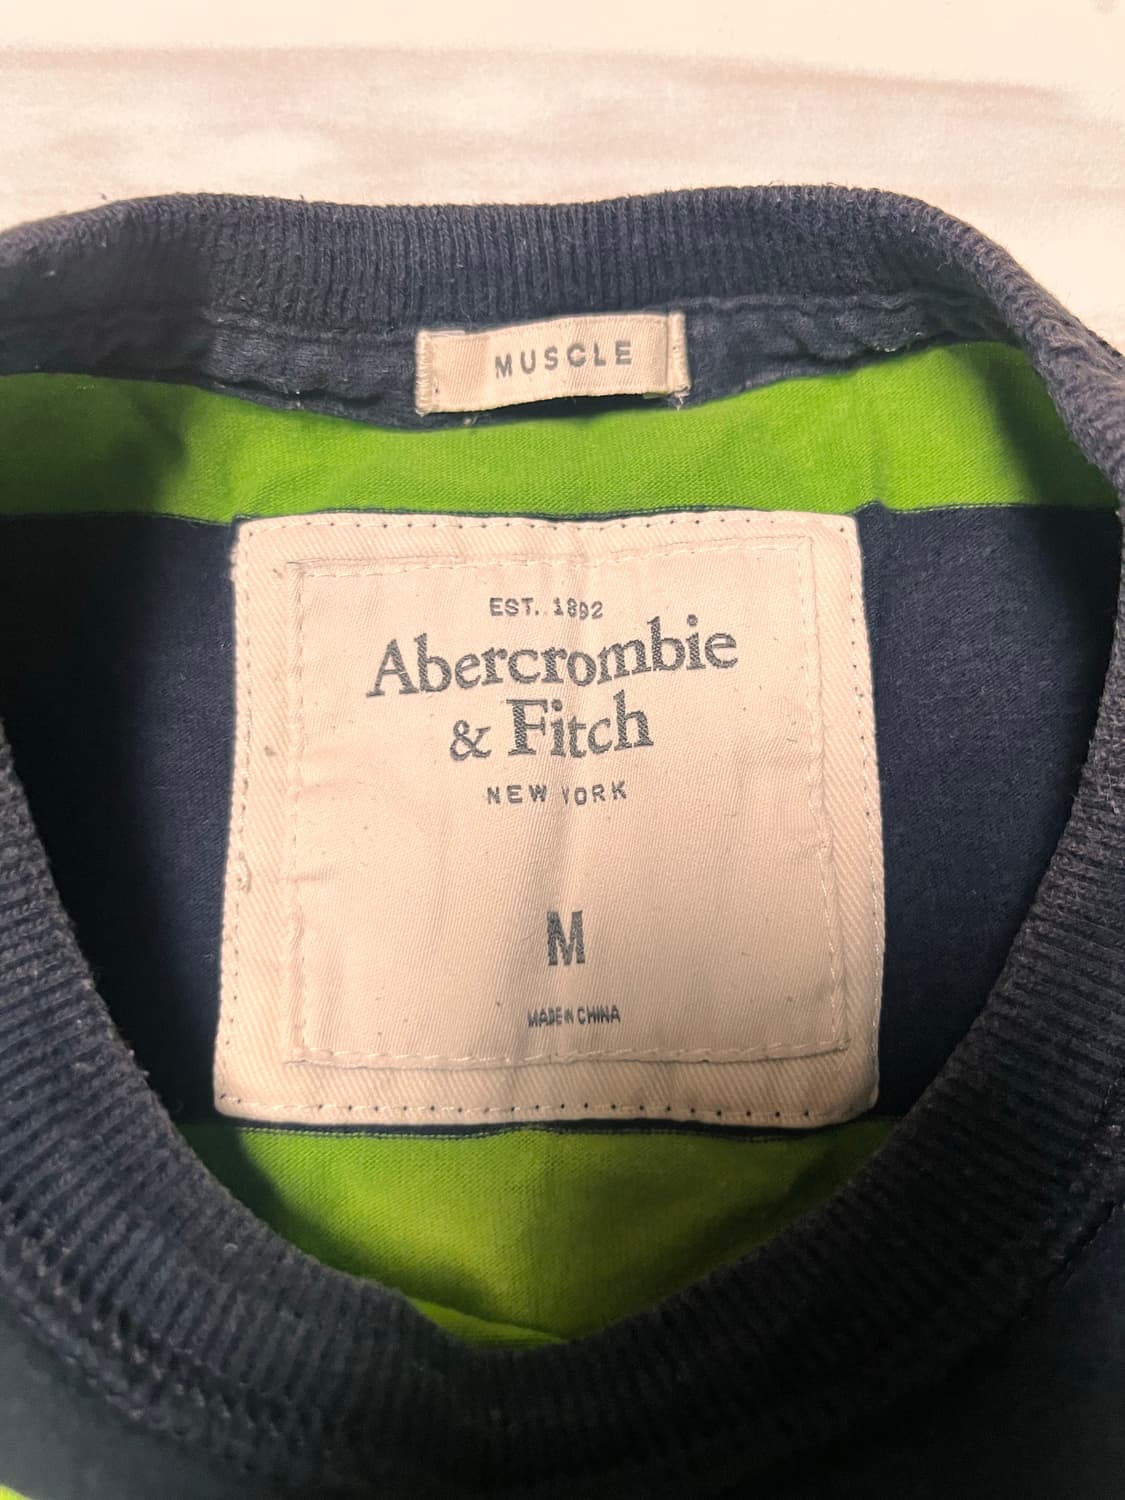 MUSCLE
EST. 1892
Abercrombie
& Fitch
NEW YORK
M
MADE IN CHINA